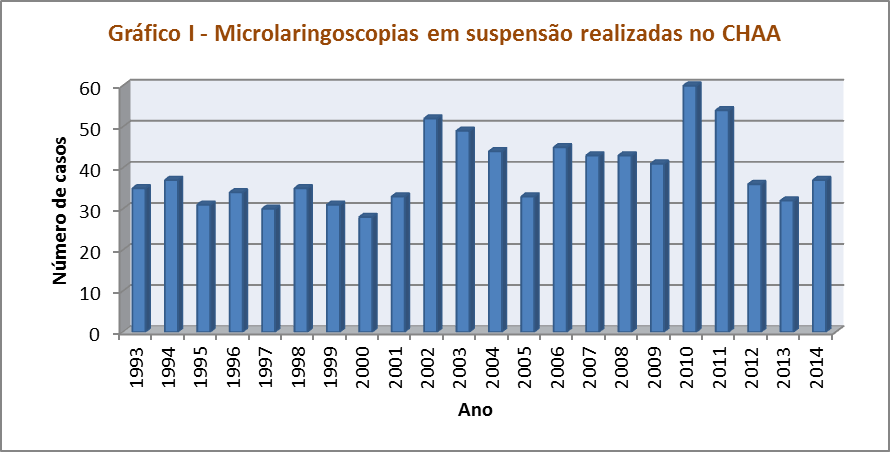 Gráfico I - Microlaringoscopias em suspensão realizadas no CHAA
Número de casos
60
50
40
30
20
10
0
1993 1994 1995 1996 1997 1998 1999 2000 2001 2002 2003 2004 2005 2006 2007 2008 2009 2010 2011 2012 2013 2014
Ano